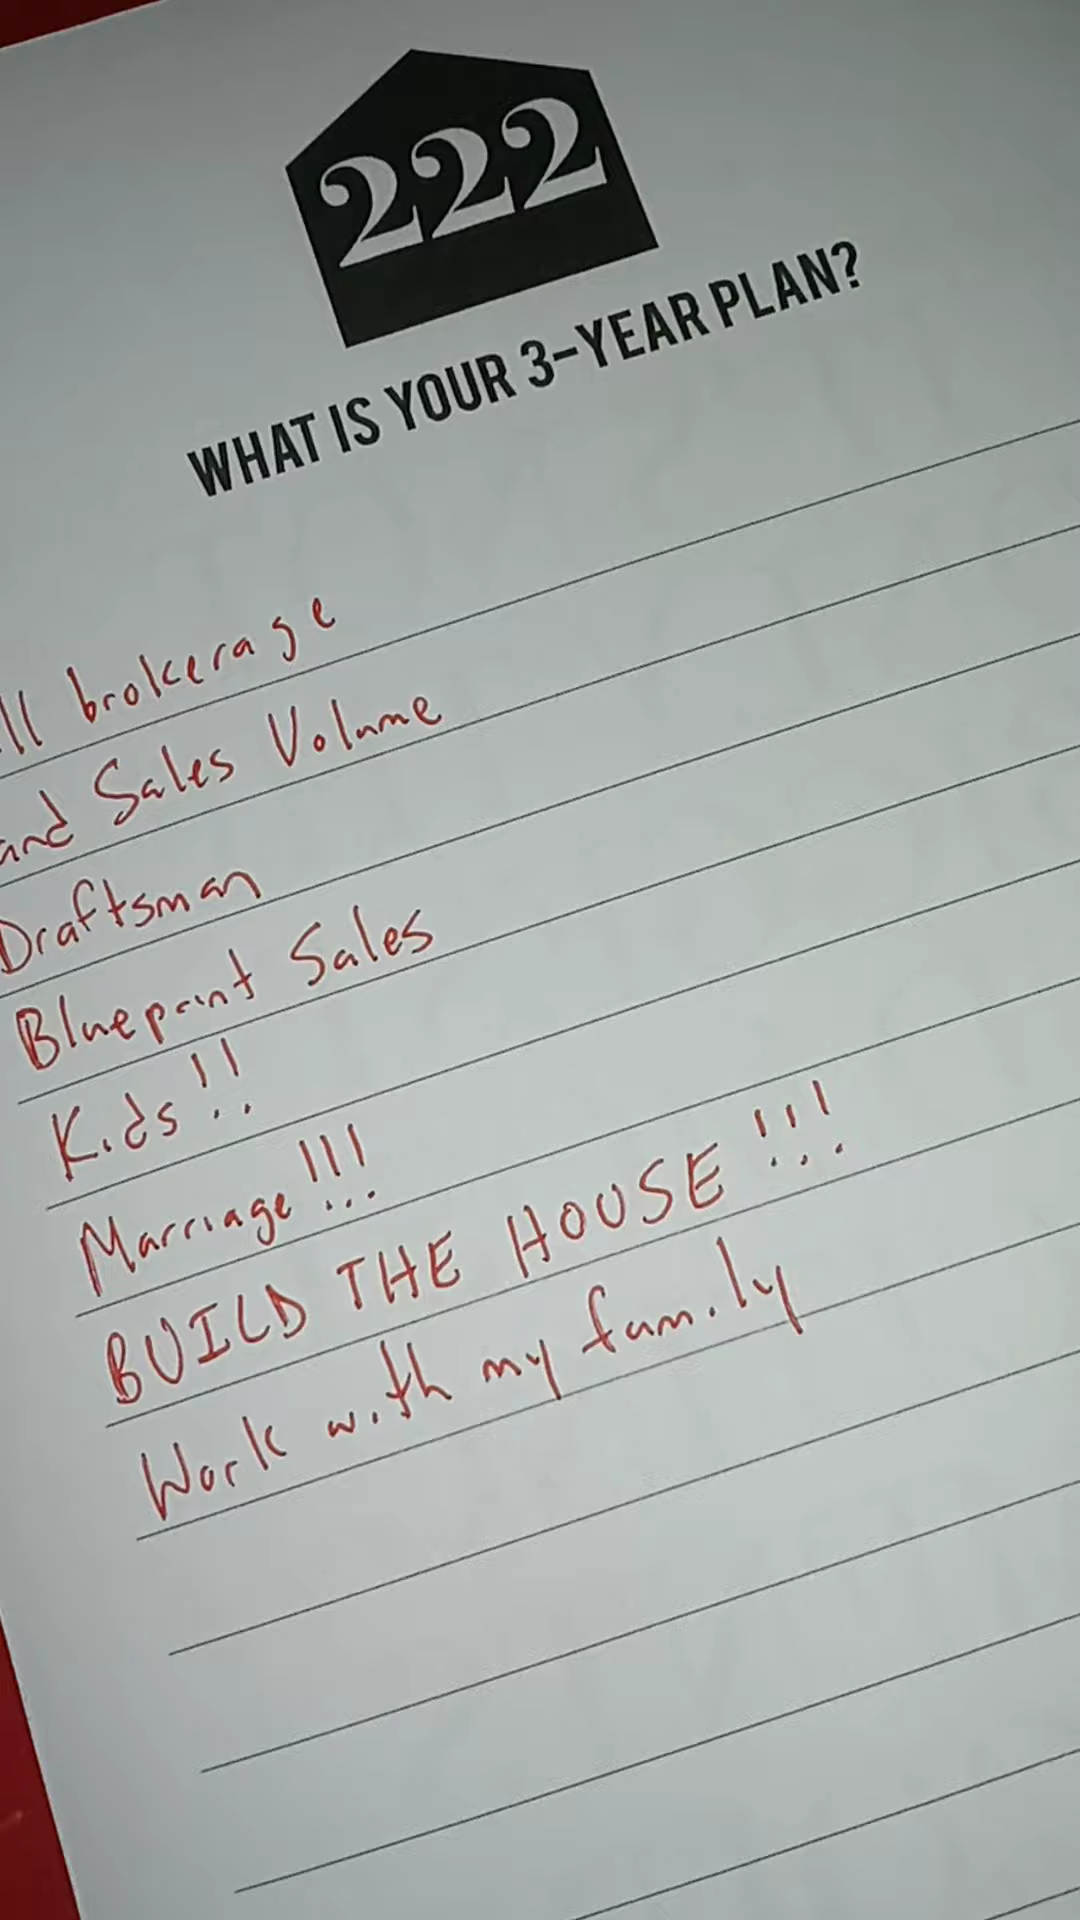 222
WHAT IS YOUR 3-YEAR PLAN?
brokerage
Sales Volume
Draftsman
Blueprint Sales
Kids!!
Marriage!!!
BUILD THE HOUSE!!!
Work with my family